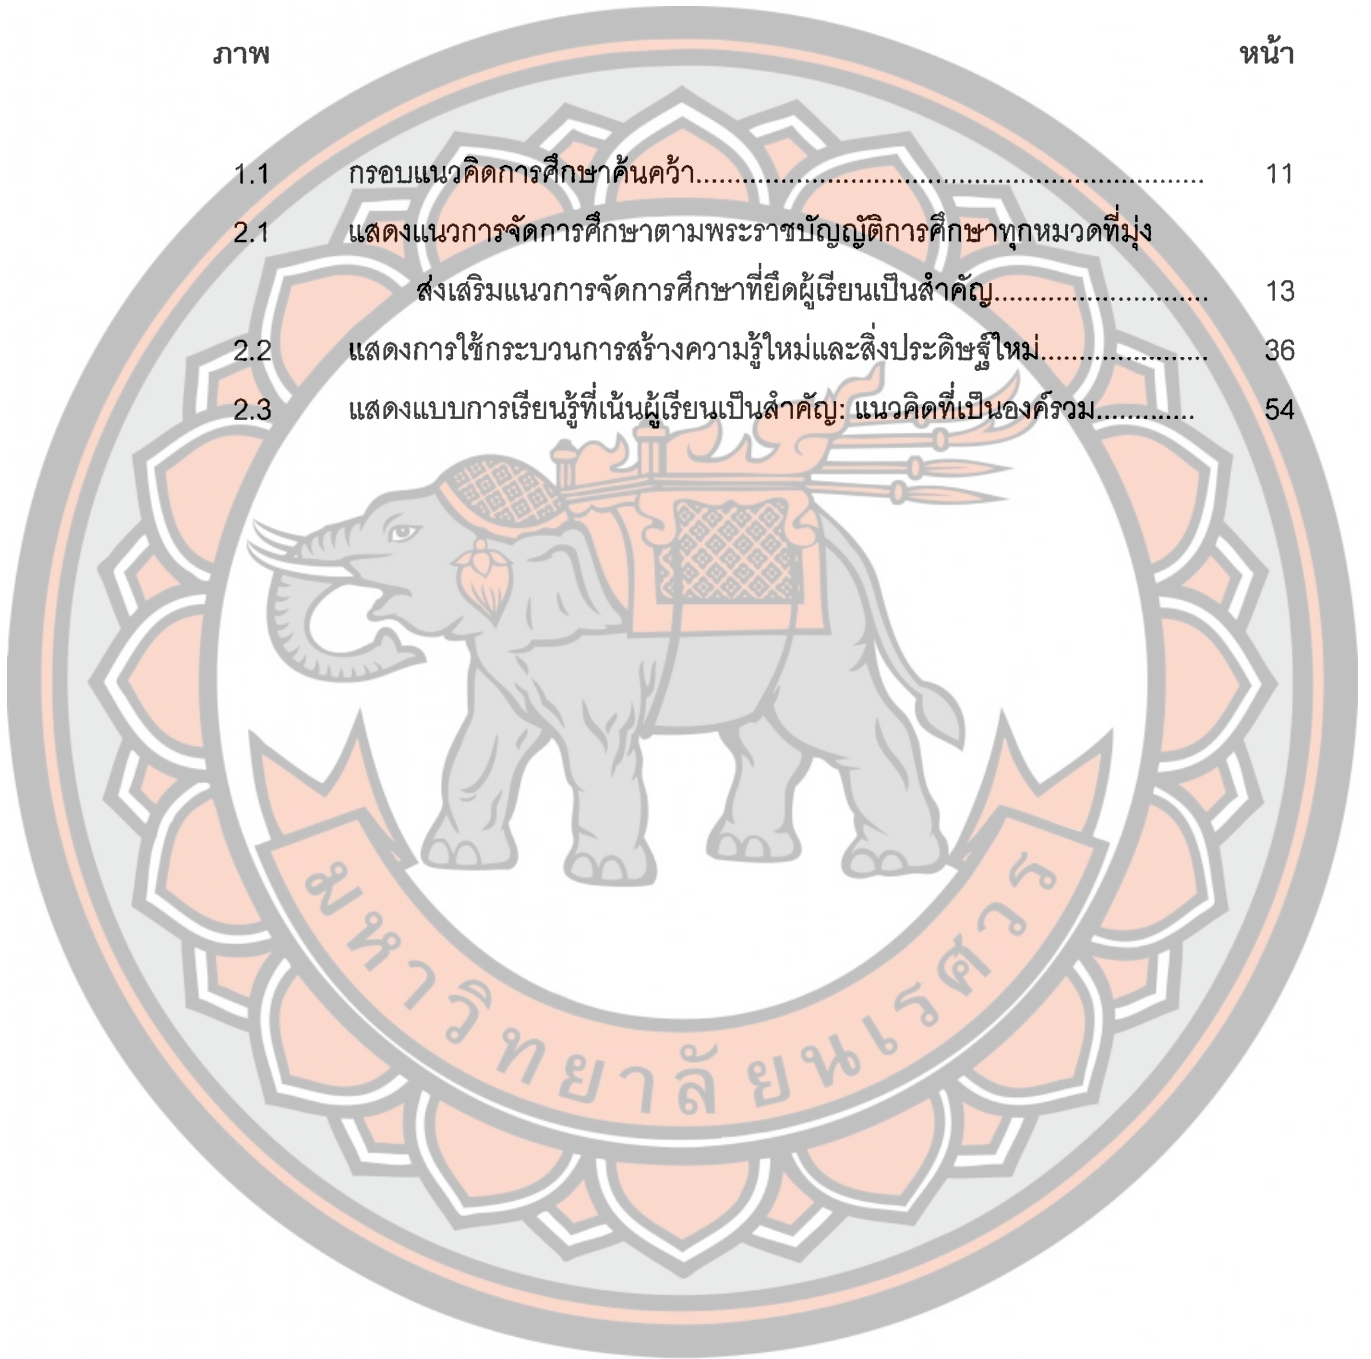 ภาพ หน้า
1.1 กรอบแนวคิดการศึกษาค้นคว้า................................................................. 11
2.1 แสดงแนวการจัดการศึกษาตามพระราชบัญญัติการศึกษาทุกหมวดที่มุ่ง
ส่งเสริมแนวการจัดการศึกษาที่ยึดผู้เรียนเป็นสำคัญ............................ 13
2.2 แสดงการใช้กระบวนการสร้างความรู้ใหม่และสิ่งประดิษฐ์ใหม่...................... 36
2.3 แสดงแบบการเรียนรู้ที่เน้นผู้เรียนเป็นสำคัญ: แนวคิดที่เป็นองค์รวม............. 54
มหาวิทยาลัยนเรศวร